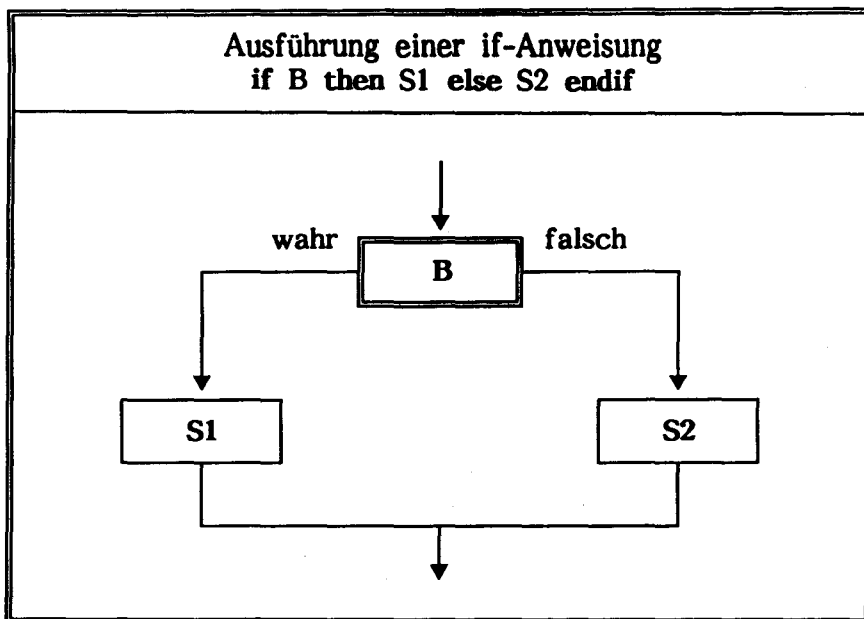 Ausführung einer if-Anweisung
if B then S1 else S2 endif
wahr
falsch
B
S1
S2